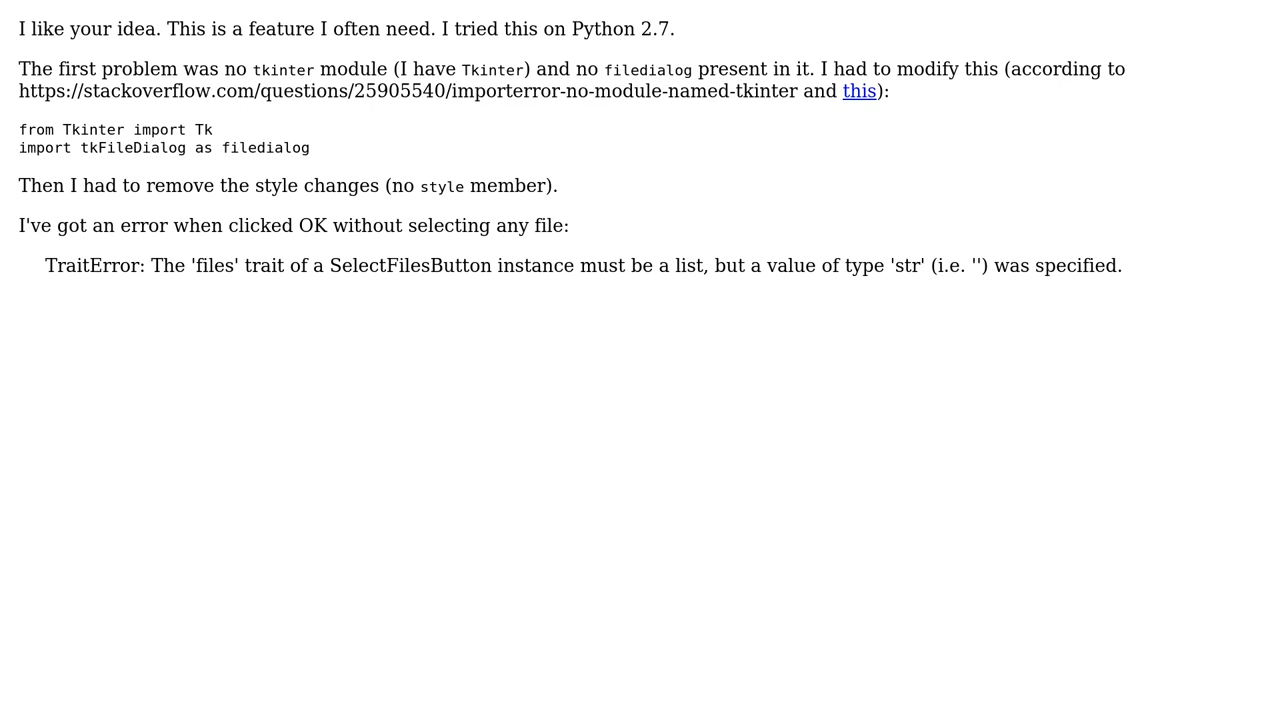 I like your idea. This is a feature I often need. I tried this on Python 2.7.
The first problem was no tkinter module (I have Tkinter) and no filedialog present in it. I had to modify this (according to
https://stackoverflow.com/questions/25905540/importerror-no-module-named-tkinter and this):
from Tkinter import Tk
import tkFileDialog as filedialog
Then I had to remove the style changes (no style member).
I've got an error when clicked OK without selecting any file:
TraitError: The 'files' trait of a SelectFilesButton instance must be a list, but a value of type 'str' (i.e. '') was specified.